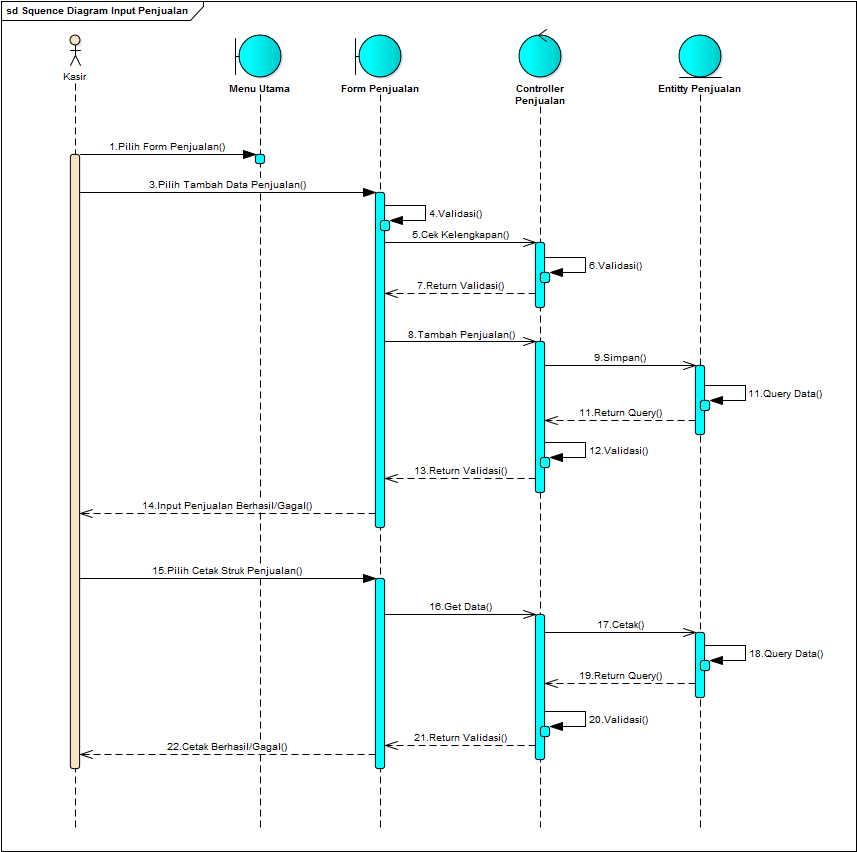 sd Squence Diagram Input Penjualan
Kasir
Menu Utama
Form Penjualan
Controller
Penjualan
Entitty Penjualan
1.Pilih Form Penjualan()
3.Pilih Tambah Data Penjualan()
4.Validasi()
5.Cek Kelengkapan()
6.Validasi()
7.Return Validasi()
8.Tambah Penjualan()
9.Simpan()
11.Query Data()
11.Return Query()
12.Validasi()
13.Return Validasi()
14.Input Penjualan Berhasil/Gagal()
15.Pilih Cetak Struk Penjualan()
16.Get Data()
17.Cetak()
18.Query Data()
19.Return Query()
20.Validasi()
21.Return Validasi()
22.Cetak Berhasil/Gagal()